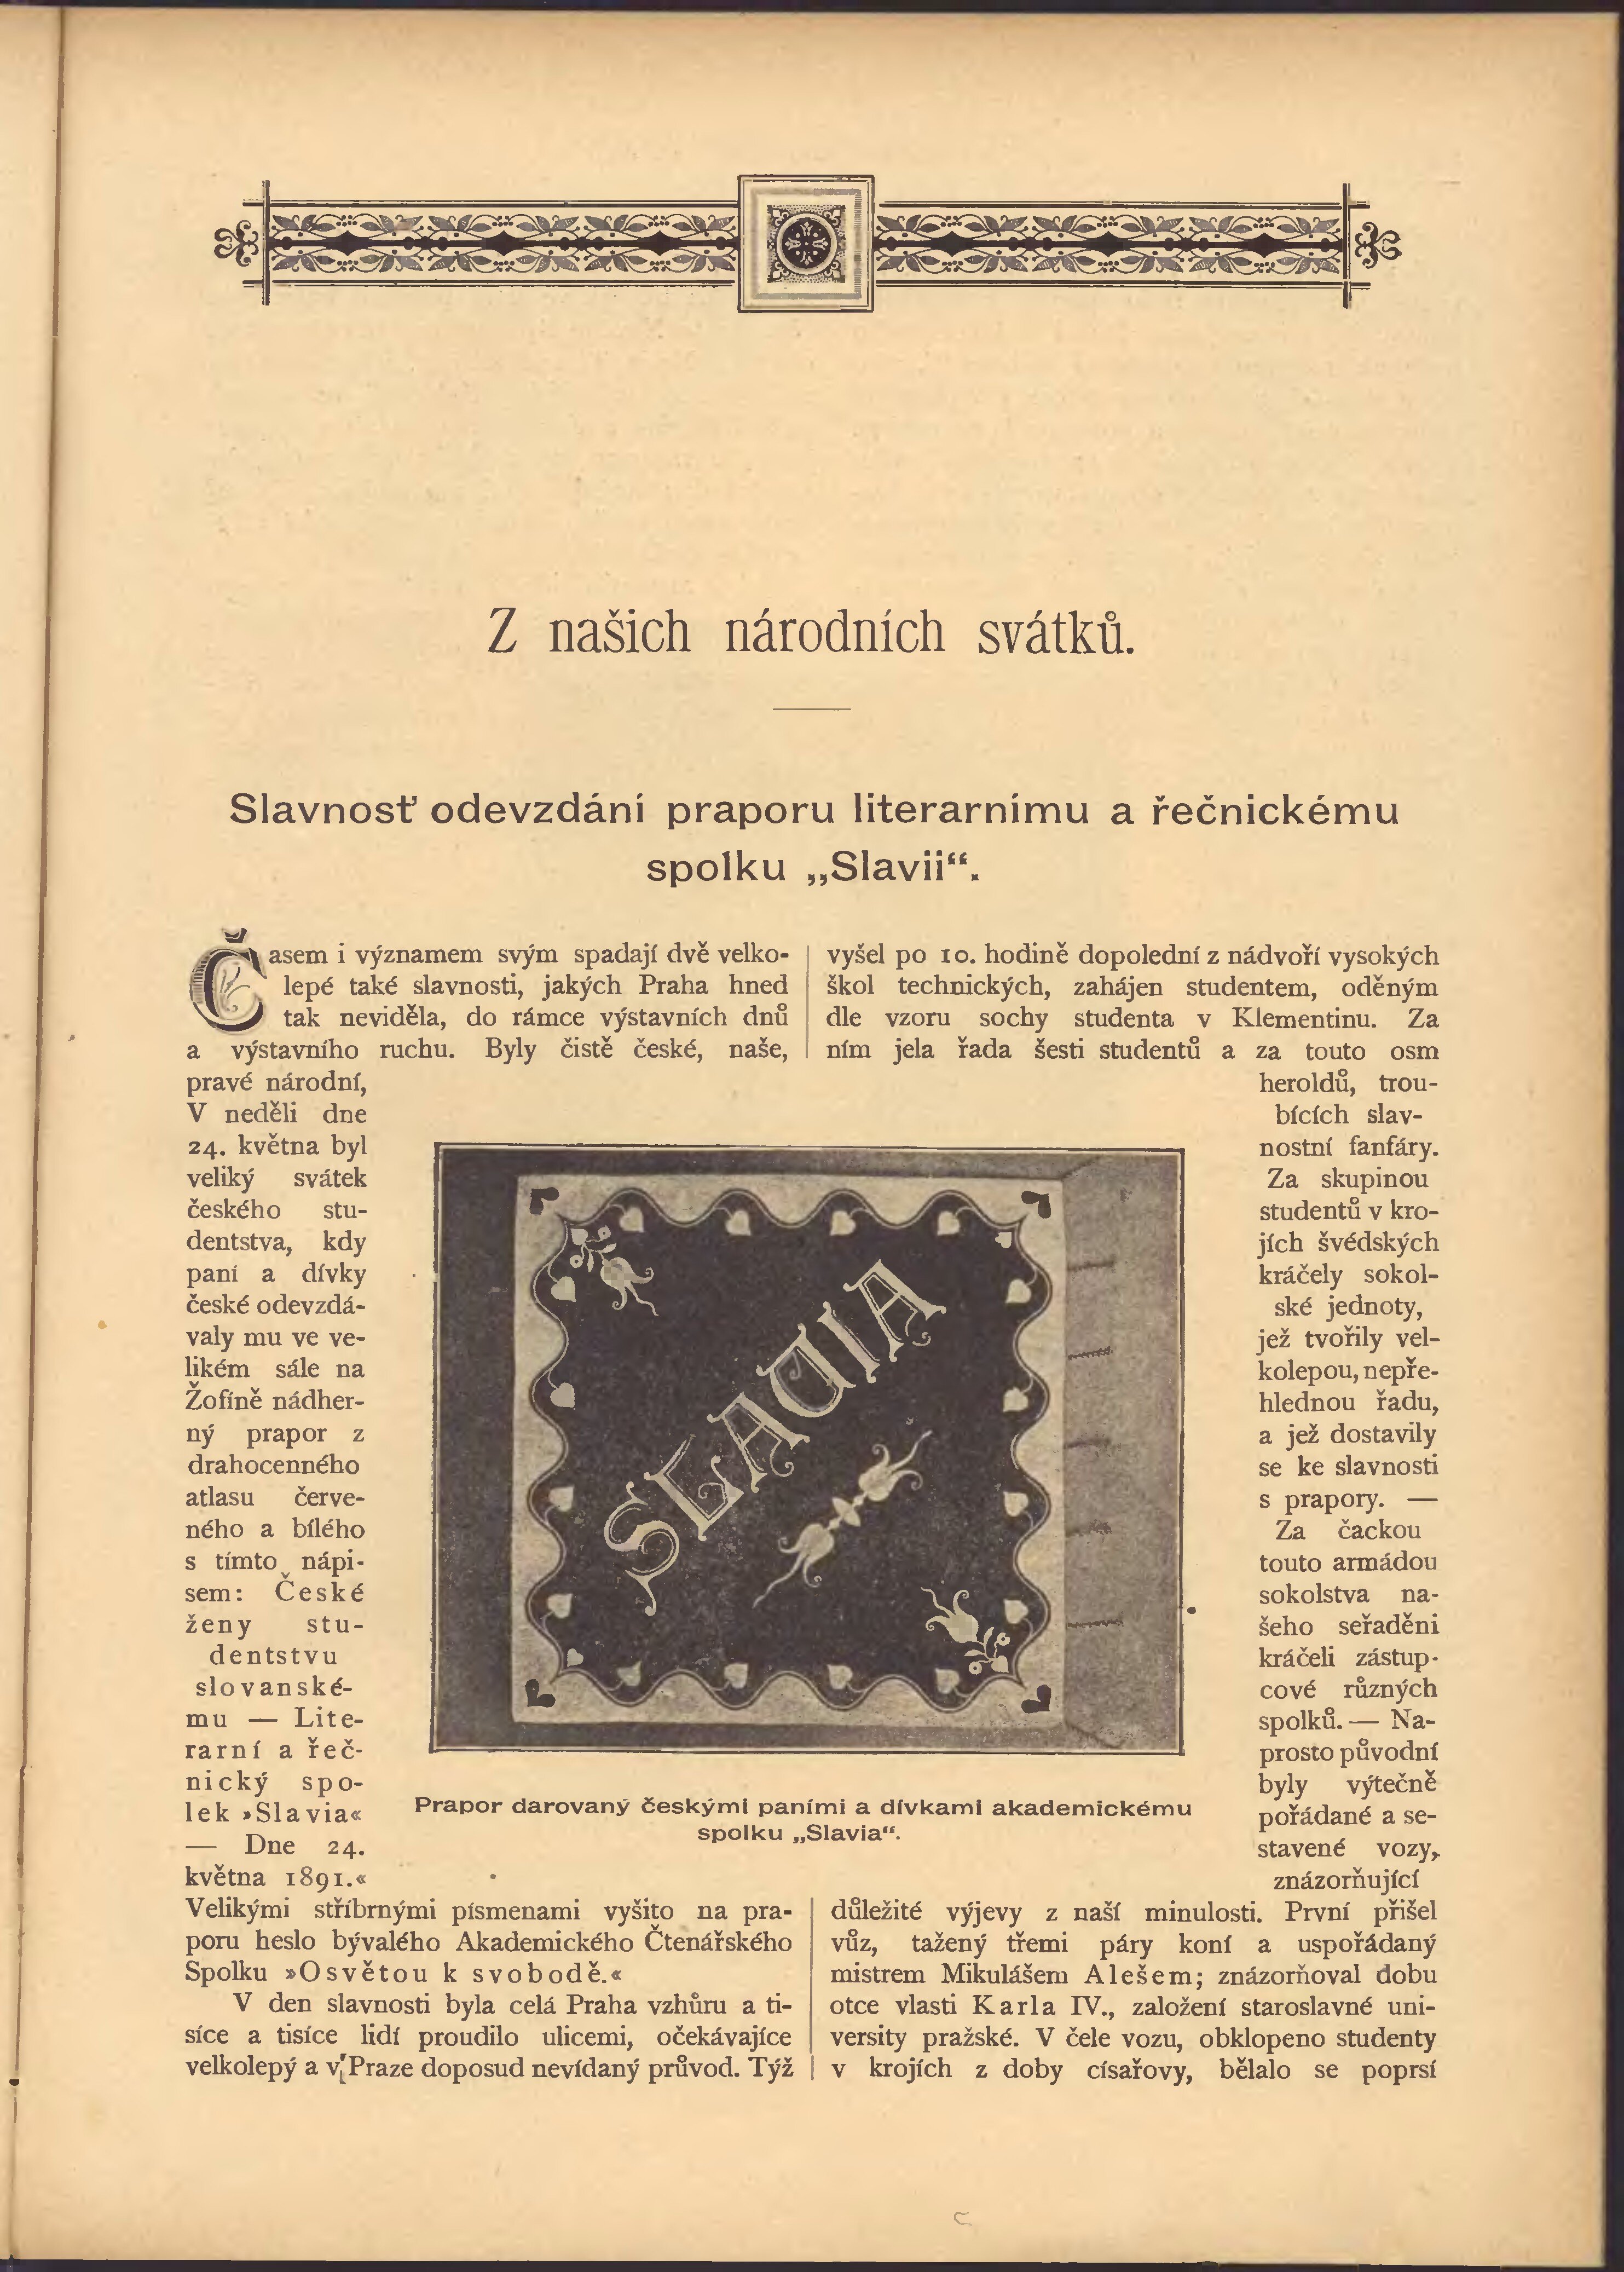 Z našich národních svátků.
Slavnosť odevzdání praporu literarnímu a řečnickému
spolku „Slavii“.
Časem i významem svým spadají dvě velko-
lepé také slavnosti, jakých Praha hned
tak neviděla, do rámce výstavních dnů
a výstavního ruchu. Byly čistě české, naše,
pravé národní,
V neděli dne
24. května byl
veliký svátek
českého stu-
dentstva, kdy
paní a dívky
české odevzdá-
valy mu ve ve-
likém sále na
Žofíně nádher-
ný prapor z
drahocenného
atlasu červe-
ného a bílého
s tímto nápi-
sem: České
ženy stu-
dentstvu
slovanské-
mu — Lite-
rarní a řeč-
nický spo-
lek »Slavia«
— Dne 24.
května 1891.«
Velikými stříbrnými písmenami vyšito na pra-
poru heslo bývalého Akademického Čtenářského
Spolku »Osvětou k svobodě.«
V den slavnosti byla celá Praha vzhůru a ti-
síce a tisíce lidí proudilo ulicemi, očekávajíce
velkolepý a v Praze doposud nevídaný průvod. Týž
SLAVIA
Prapor darovaný českými paními a dívkami akademickému
spolku „Slavia“.
vyšel po 10. hodině dopolední z nádvoří vysokých
škol technických, zahájen studentem, oděným
dle vzoru sochy studenta v Klementinu. Za
ním jela řada šesti studentů a za touto osm
heroldů, trou-
bících slav-
nostní fanfáry.
Za skupinou
studentů v kro-
jích švédských
kráčely sokol-
ské jednoty,
jež tvořily vel-
kolepou, nepře-
hlednou řadu,
a jež dostavily
se ke slavnosti
s prapory. —
Za čackou
touto armádou
sokolstva na-
šeho seřaděni
kráčeli zástup-
cové různých
spolků. — Na-
prosto původní
byly výtečně
pořádané a se-
stavené vozy,
znázorňující
důležité výjevy z naší minulosti. První přišel
vůz, tažený třemi páry koní a uspořádaný
mistrem Mikulášem Alešem; znázorňoval dobu
otce vlasti Karla IV., založení staroslavné uni-
versity pražské. V čele vozu, obklopeno studenty
v krojích z doby císařovy, bělalo se poprsí